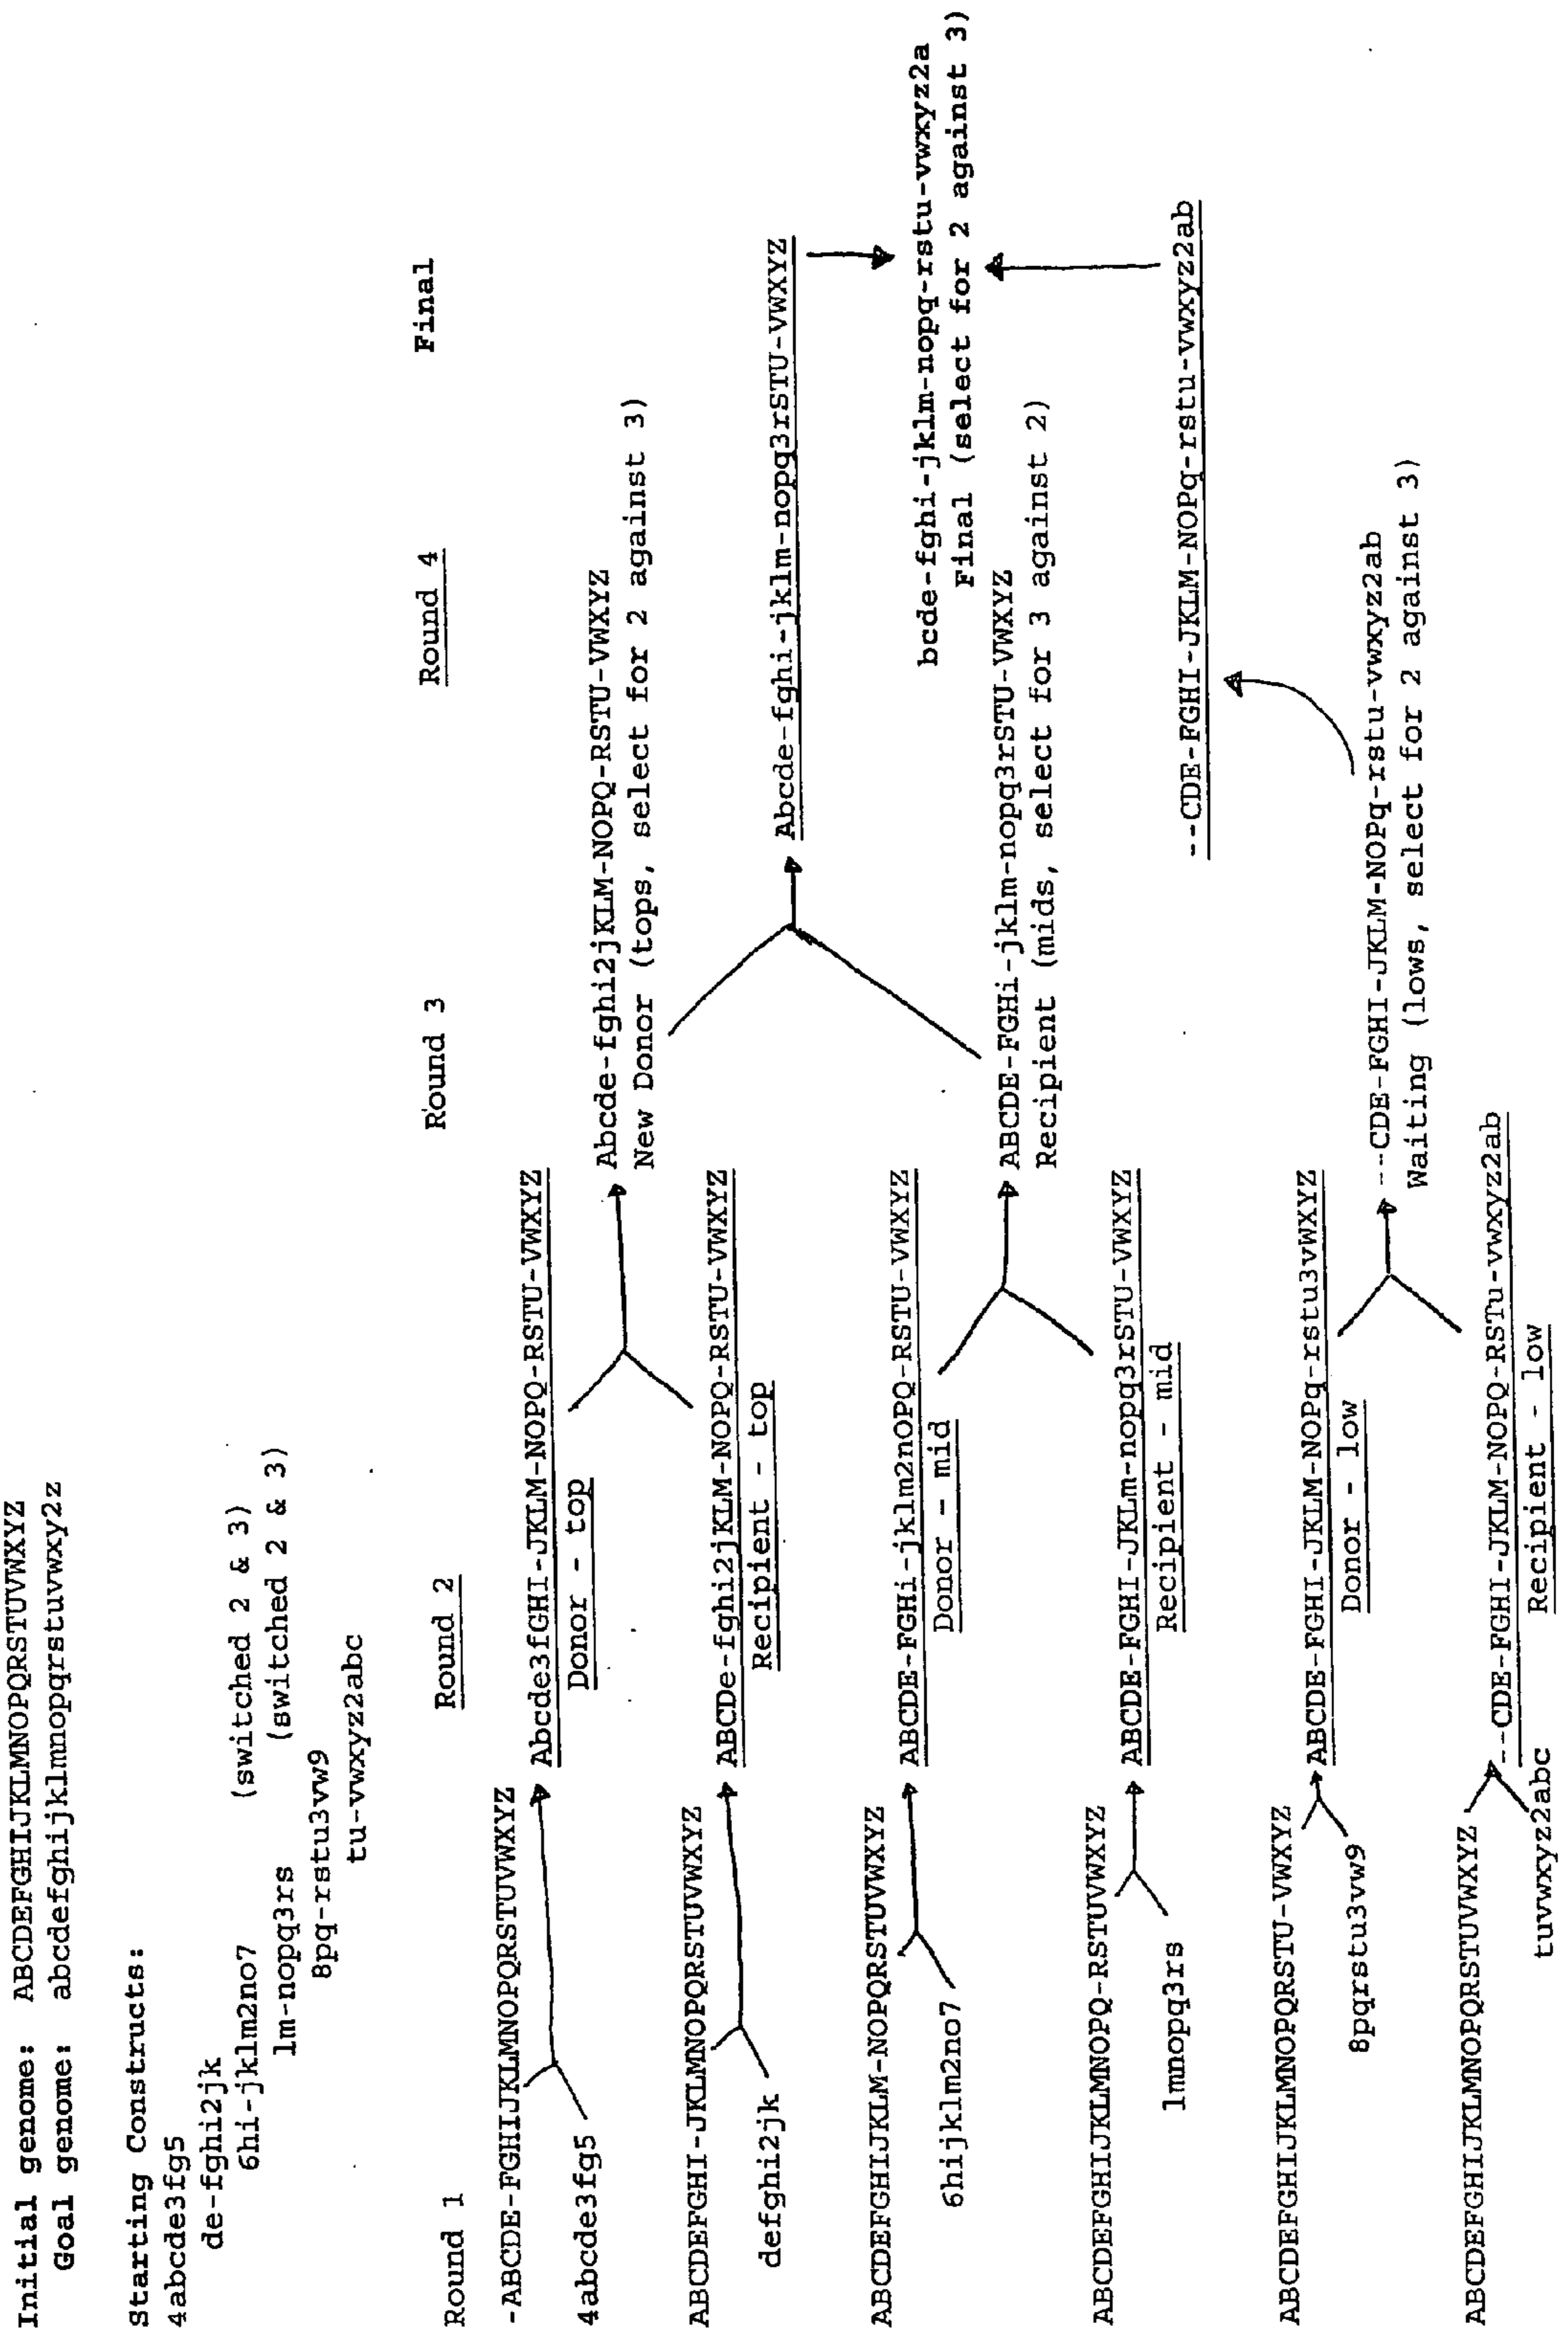 Initial genome: ABCDEFGHIJKLMNOPQRSTUVWXYZ
Goal genome: abcdefghijklmnopqrstuvwxy2z
Starting Constructs:
4abcde3fg5
de-fghi2jk
6hi-jklm2no7 (switched 2 & 3)
lm-nopq3rs (switched 2 & 3)
8pq-rstu3vw9
tu-vwxyz2abc
Round 1
Round 2
Round 3
Round 4
Final
-ABCDE-FGHIJKLMNOPQRSTUVWXYZ
4abcde3fg5
Abcde3fGHI-JKLM-NOPQ-RSTU-VWXYZ
Donor - top
ABCDEFGHI-JKLMNOPQRSTUVWXYZ
defghi2jk
ABCDe-fghi2jKLM-NOPQ-RSTU-VWXYZ
Recipient - top
Abcde-fghi2jKLM-NOPQ-RSTU-VWXYZ
New Donor (tops, select for 2 against 3)
Abcde-fghi-jklm-nopq3rSTU-VWXYZ
ABCDEFGHIJKLM-NOPQRSTUVWXYZ
6hijklm2no7
ABCDE-FGHi-jklm2nOPQ-RSTU-VWXYZ
Donor - mid
bcde-fghi-jklm-nopq-rstu-vwxyz2a
Final (select for 2 against 3)
ABCDE-FGHi-jklm-nopq3rSTU-VWXYZ
Recipient (mids, select for 3 against 2)
ABCDEFGHIJKLMNOPQ-RSTUVWXYZ
lmnopq3rs
ABCDE-FGHI-JKLm-nopq3rSTU-VWXYZ
Recipient - mid
--CDE-FGHI-JKLM-NOPq-rstu-vwxyz2ab
ABCDEFGHIJKLMNOPQRSTU-VWXYZ
8pqrstu3vw9
ABCDE-FGHI-JKLM-NOPq-rstu3vWXYZ
Donor - low
--CDE-FGHI-JKLM-NOPq-rstu-vwxyz2ab
Waiting (lows, select for 2 against 3)
ABCDEFGHIJKLMNOPQRSTUVWXYZ
tuvwxyz2abc
--CDE-FGHI-JKLM-NOPQ-RSTu-vwxyz2ab
Recipient - low